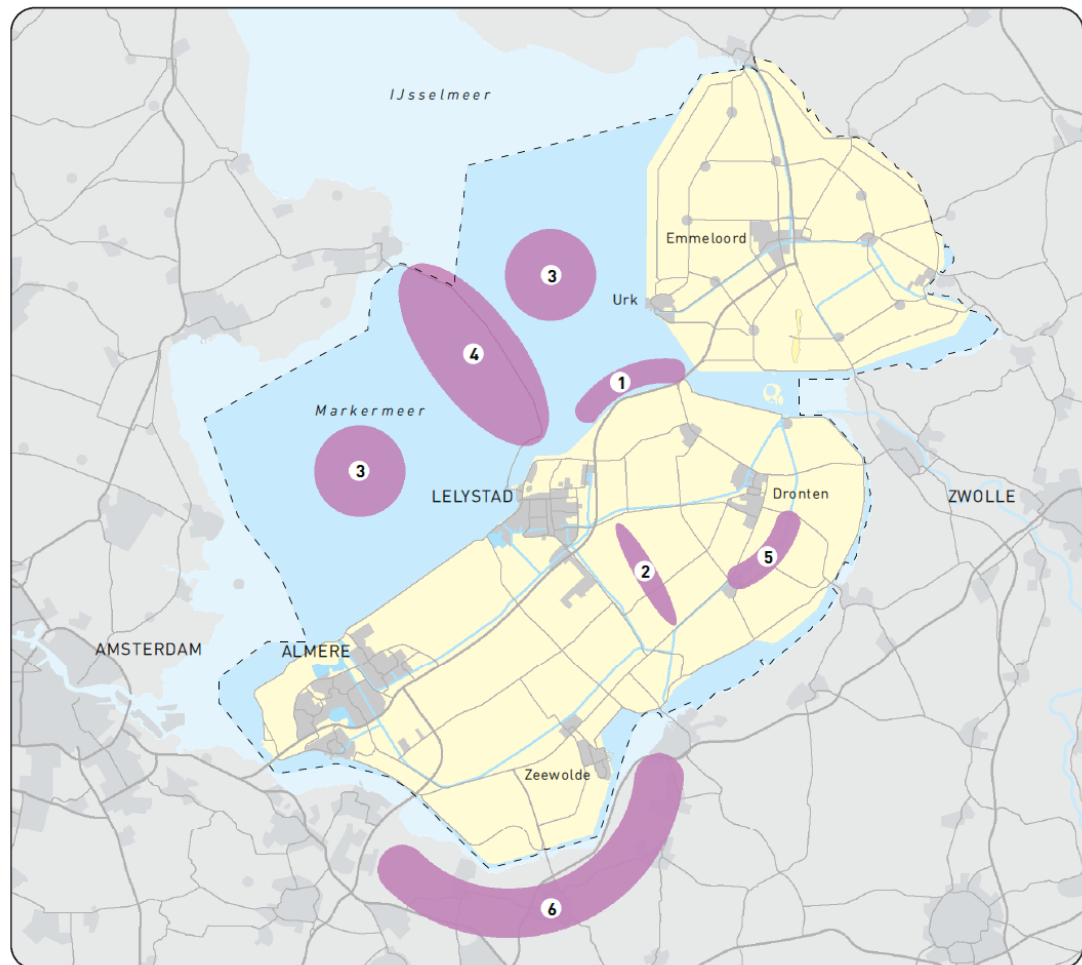 IJsselmeer
Emmeloord
3
Urk
4
1
Markermeer
3
LELYSTAD
Dronten
ZWOLLE
5
2
AMSTERDAM
ALMERE
Zeewolde
6